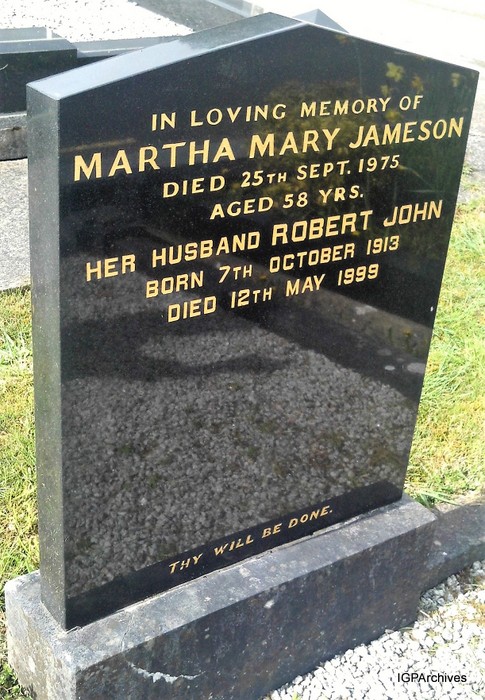 IN LOVING MEMORY OF
MARTHA MARY JAMESON
DIED 25TH SEPT. 1975
AGED 58 YRS.
HER HUSBAND ROBERT JOHN
BORN 7TH OCTOBER 1913
DIED 12TH MAY 1999
THY WILL BE DONE.
IGPArchives